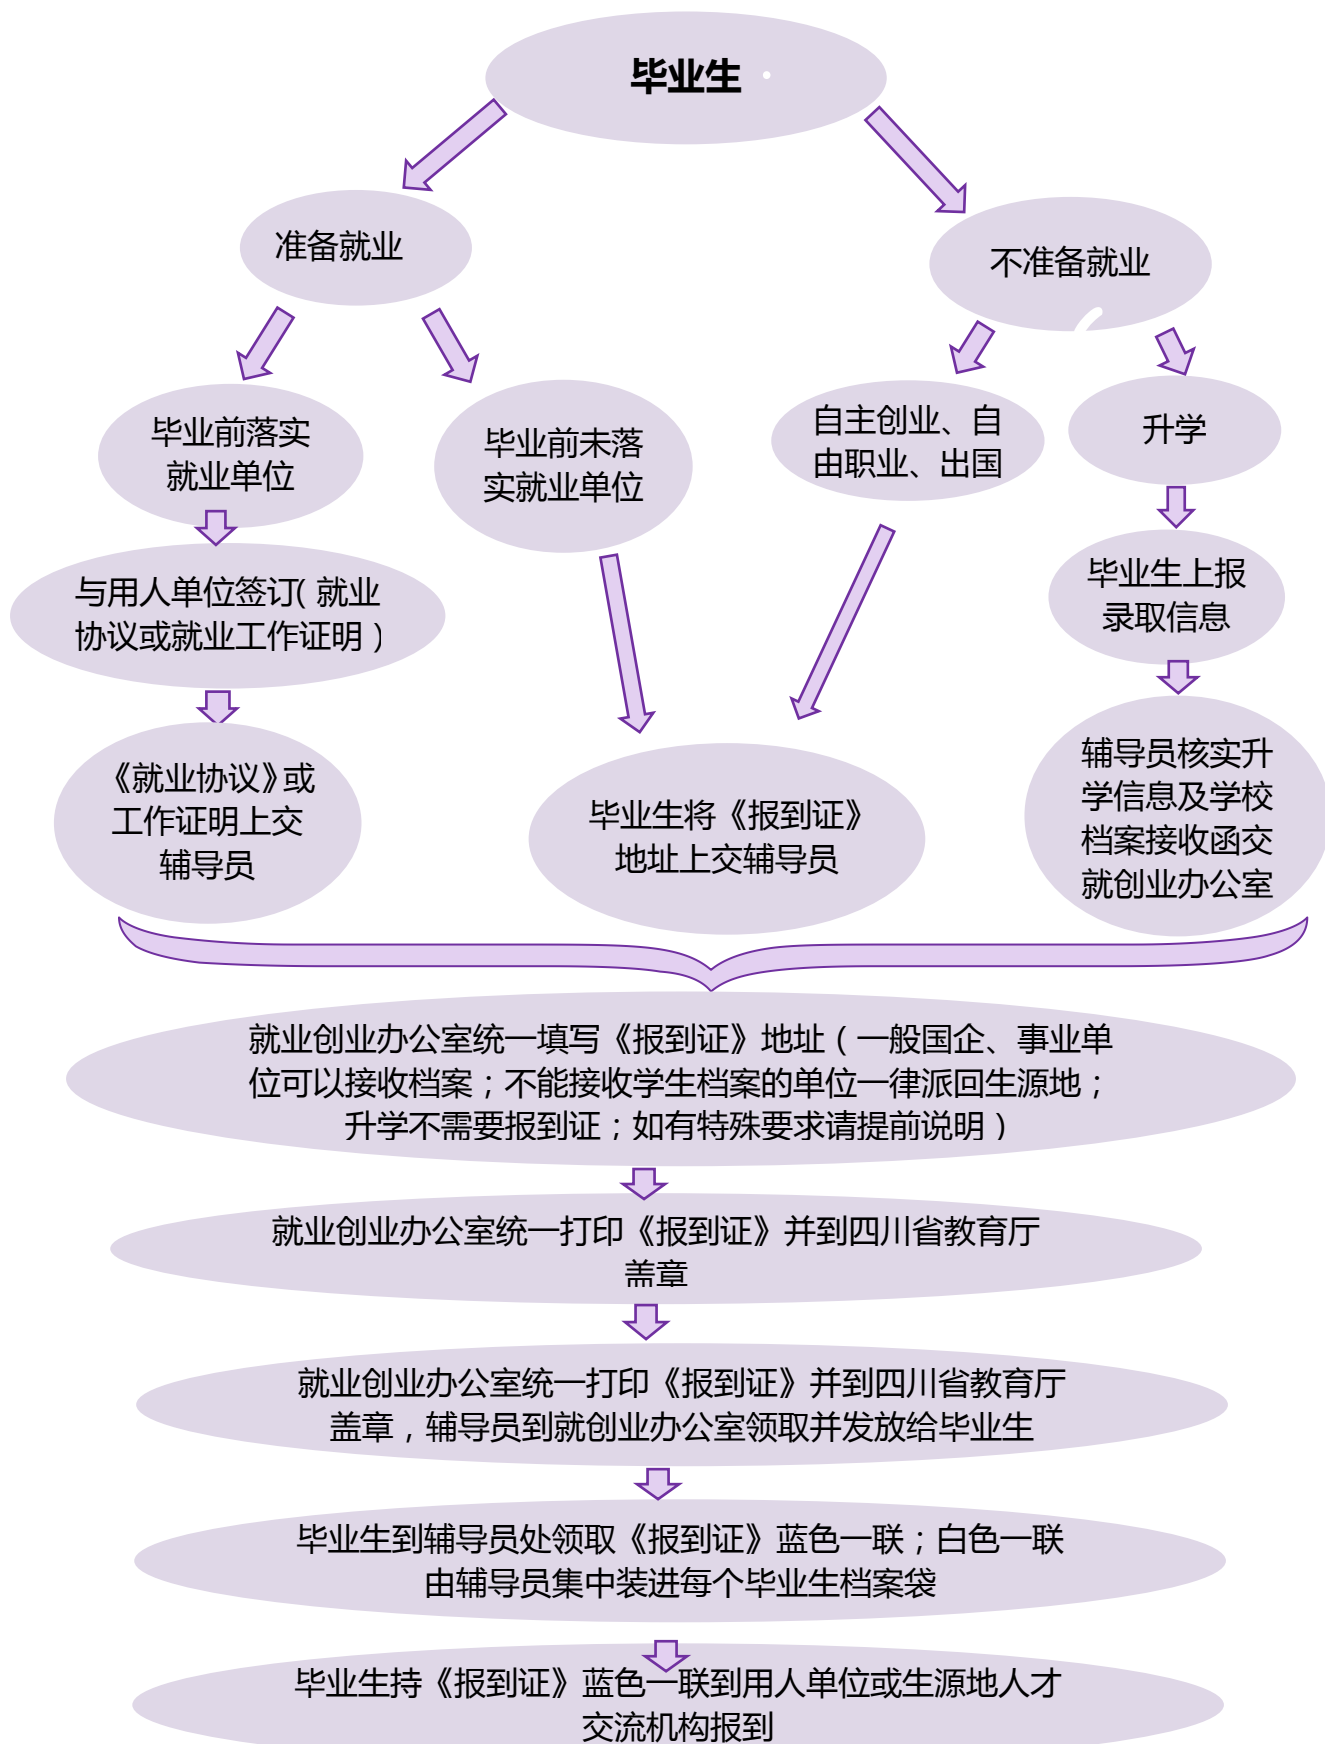 毕业生
准备就业
不准备就业
毕业前落实
就业单位
毕业前未落
实就业单位
自主创业、自
由职业、出国
升学
与用人单位签订(就业
协议或就业工作证明）
毕业生上报
录取信息
《就业协议》或
工作证明上交
辅导员
毕业生将《报到证》
地址上交辅导员
辅导员核实升
学信息及学校
档案接收函交
就创业办公室
就业创业办公室统一填写《报到证》地址（一般国企、事业单
位可以接收档案；不能接收学生档案的单位一律派回生源地；
升学不需要报到证；如有特殊要求请提前说明）
就业创业办公室统一打印《报到证》并到四川省教育厅
盖章
就业创业办公室统一打印《报到证》并到四川省教育厅
盖章，辅导员到就创业办公室领取并发放给毕业生
毕业生到辅导员处领取《报到证》蓝色一联；白色一联
由辅导员集中装进每个毕业生档案袋
毕业生持《报到证》蓝色一联到用人单位或生源地人才
交流机构报到